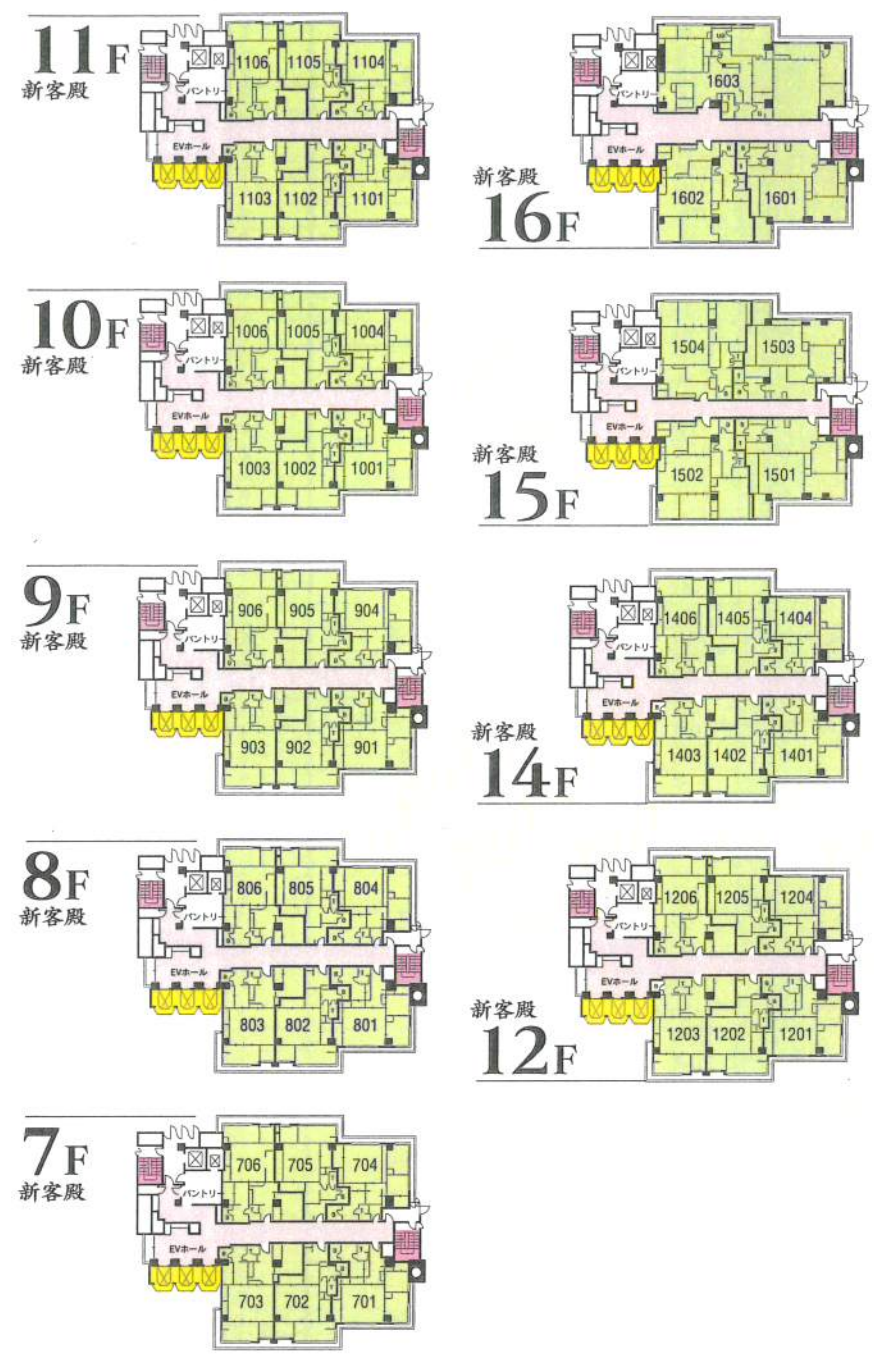 11F
新客殿
1106 1105 1104
パントリー
EVホール
1103 1102 1101
10F
新客殿
1006 1005 1004
パントリー
EVホール
1003 1002 1001
9F
新客殿
906 905 904
パントリー
EVホール
903 902 901
8F
新客殿
806 805 804
パントリー
EVホール
803 802 801
7F
新客殿
706 705 704
パントリー
EVホール
703 702 701
1603
パントリー
EVホール
新客殿
16F
1602 1601
1504 1503
パントリー
EVホール
新客殿
15F
1502 1501
1406 1405 1404
パントリー
EVホール
新客殿
14F
1403 1402 1401
1206 1205 1204
パントリー
EVホール
新客殿
12F
1203 1202 1201